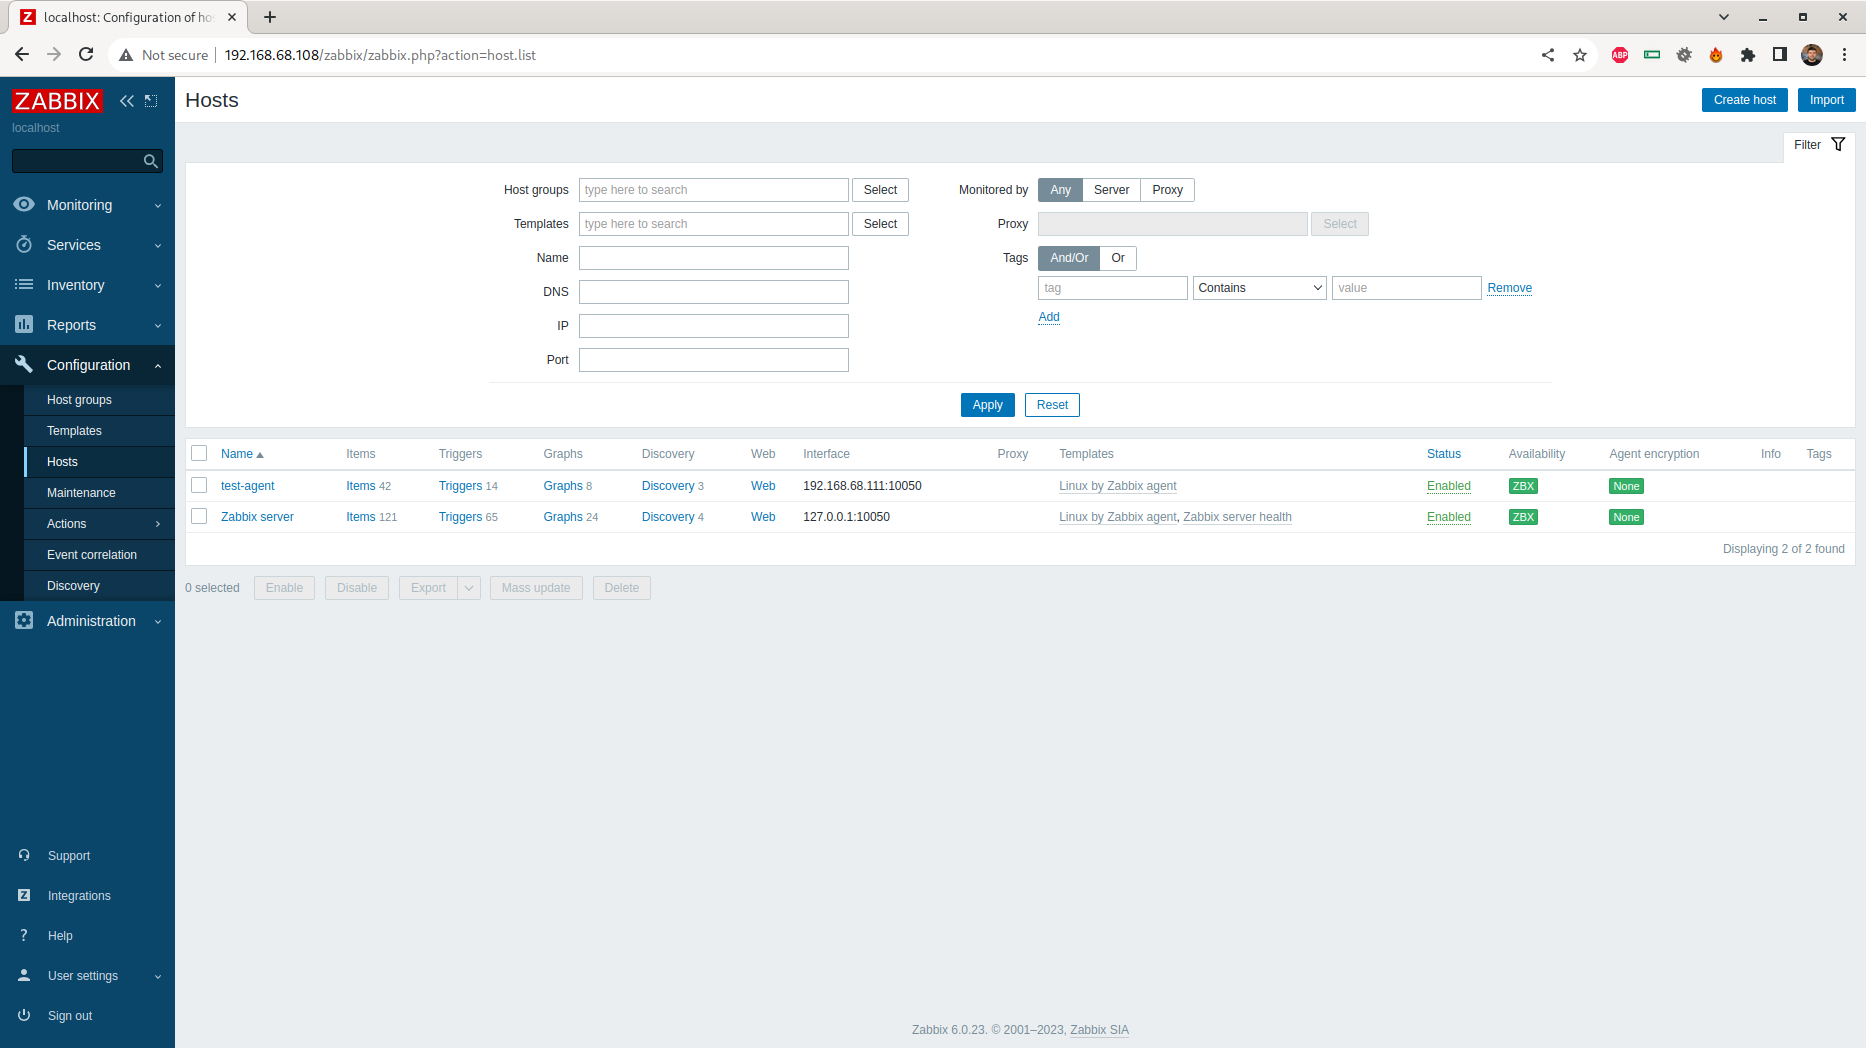 localhost: Configuration of ho
Not secure 192.168.68.108/zabbix/zabbix.php?action=host.list
ABP
ZABBIX
localhost
Monitoring
Services
Inventory
Reports
Configuration
Host groups
Templates
Hosts
Maintenance
Actions
Event correlation
Discovery
Administration
Support
Integrations
Help
User settings
Sign out
Hosts
Create host Import
Filter
Host groups type here to search Select
Templates type here to search Select
Name
DNS
IP
Port
Monitored by Any Server Proxy
Proxy Select
Tags And/Or Or
tag Contains value Remove
Add
Apply Reset
Name Items Triggers Graphs Discovery Web Interface Proxy Templates Status Availability Agent encryption Info Tags
test-agent Items 42 Triggers 14 Graphs 8 Discovery 3 Web 192.168.68.111:10050 Linux by Zabbix agent Enabled ZBX None
Zabbix server Items 121 Triggers 65 Graphs 24 Discovery 4 Web 127.0.0.1:10050 Linux by Zabbix agent, Zabbix server health Enabled ZBX None
Displaying 2 of 2 found
0 selected Enable Disable Export Mass update Delete
Zabbix 6.0.23. © 2001–2023, Zabbix SIA